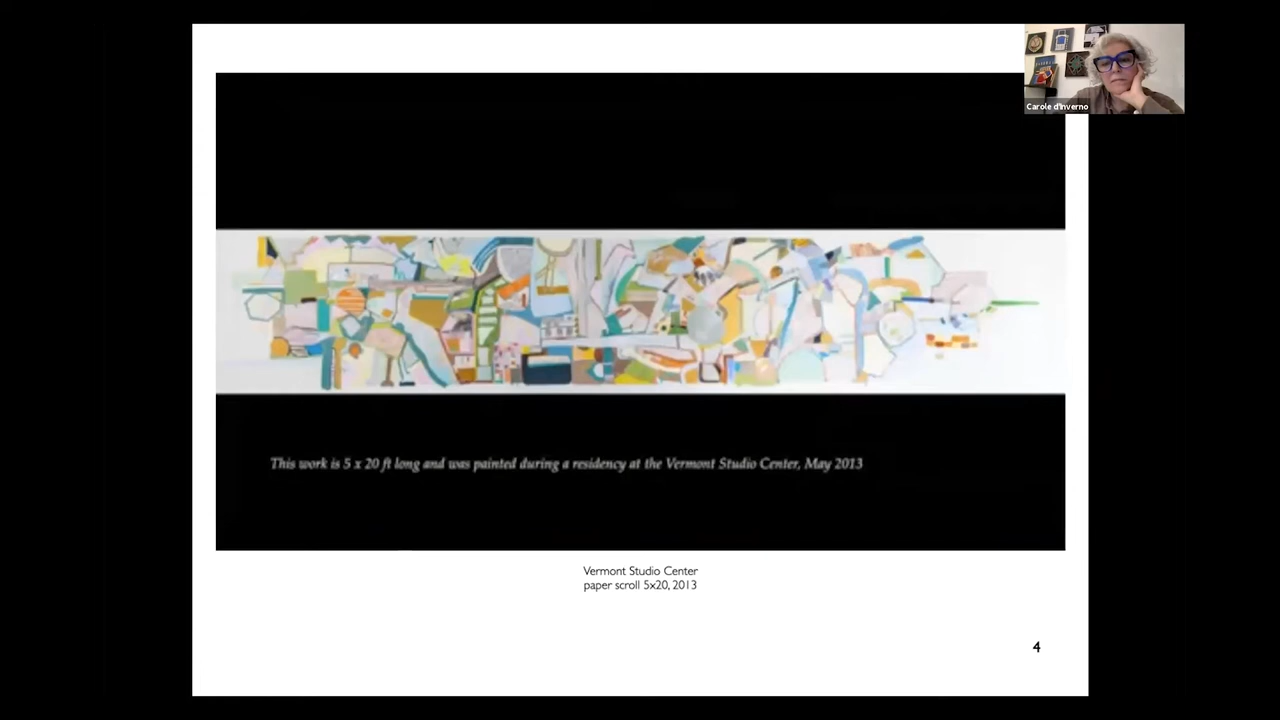 Carole d'Inverno
This work is 5 x 20 ft long and was painted during a residency at the Vermont Studio Center, May 2013
Vermont Studio Center
paper scroll 5x20, 2013
4